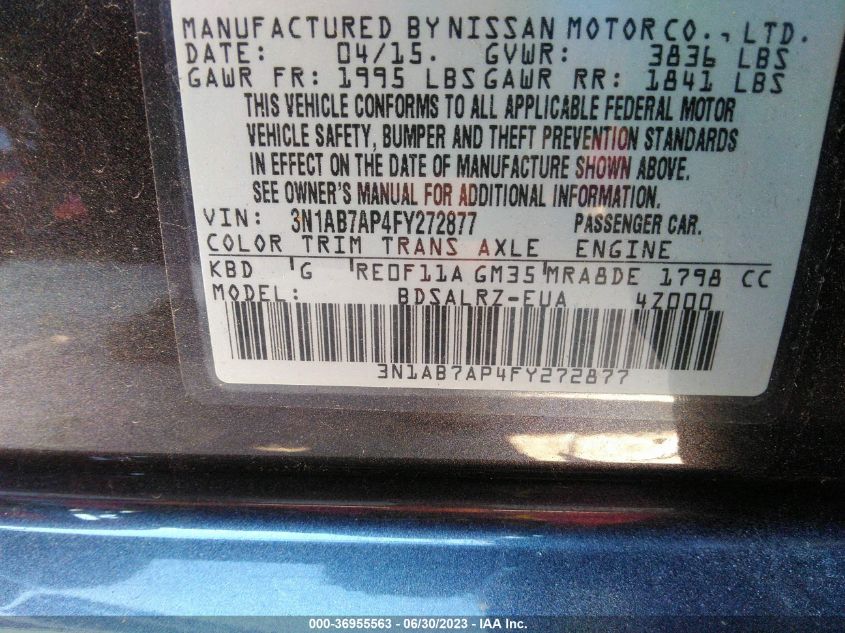 MANUFACTURED BY NISSAN MOTOR CO., LTD.
DATE: 04/15. GVWR: 3836 LBS
GAWR FR: 1995 LBS GAWR RR: 1841 LBS
THIS VEHICLE CONFORMS TO ALL APPLICABLE FEDERAL MOTOR
VEHICLE SAFETY, BUMPER AND THEFT PREVENTION STANDARDS
IN EFFECT ON THE DATE OF MANUFACTURE SHOWN ABOVE.
SEE OWNER'S MANUAL FOR ADDITIONAL INFORMATION.
VIN: 3N1AB7AP4FY272877 PASSENGER CAR.
COLOR TRIM TRANS AXLE ENGINE
KBD 'G 'RE0F11A GM35'MRA8DE 1798 CC
MODEL: BDSALRZ-EUA 4Z000
3N1AB7AP4FY272877
000-36955563 - 06/30/2023 - IAA Inc.